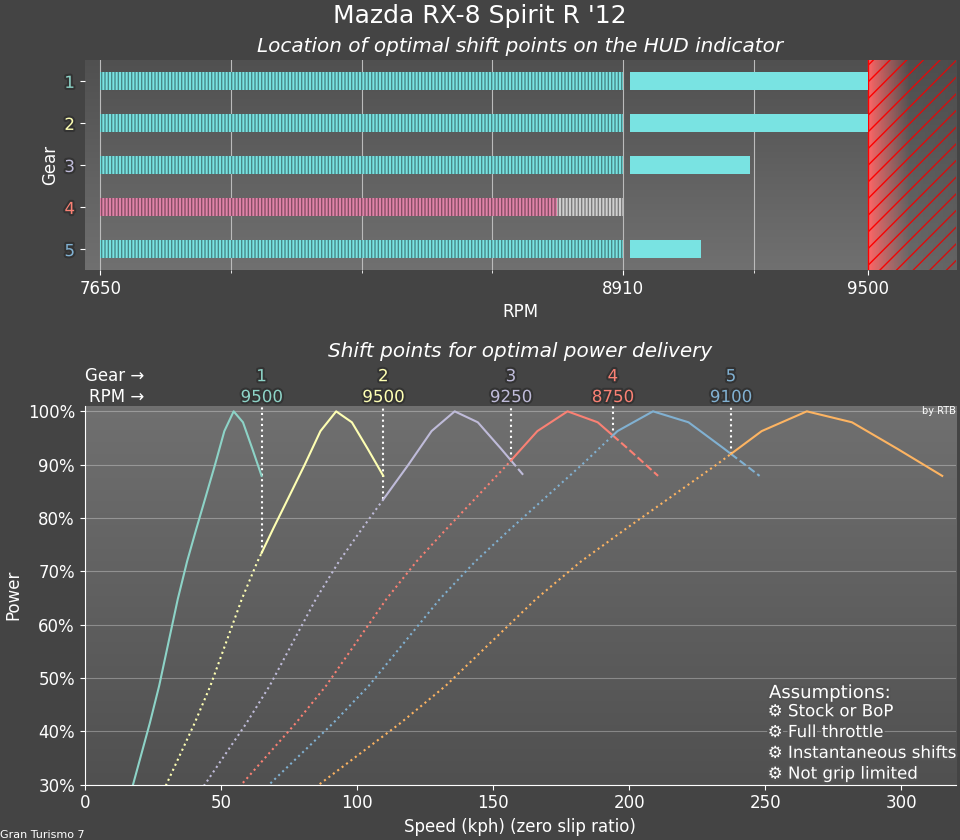 Mazda RX-8 Spirit R '12
Location of optimal shift points on the HUD indicator
Gear
1
2
3
4
5
7650 8910 9500
RPM
Shift points for optimal power delivery
Gear → 1 2 3 4 5
RPM → 9500 9500 9250 8750 9100
by RTB
Power
100%
90%
80%
70%
60%
50%
40%
30%
Assumptions:
⚙ Stock or BoP
⚙ Full throttle
⚙ Instantaneous shifts
⚙ Not grip limited
0 50 100 150 200 250 300
Speed (kph) (zero slip ratio)
Gran Turismo 7